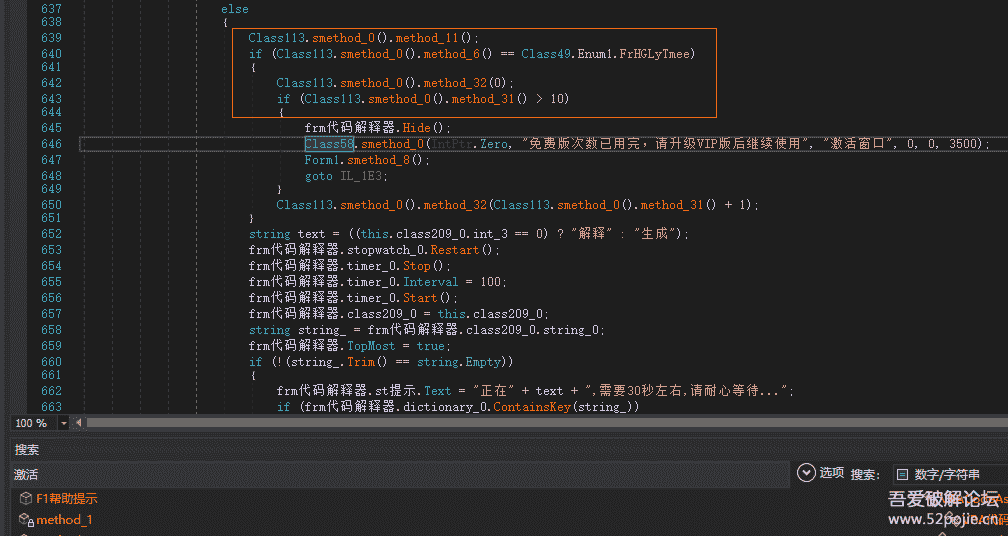 637 else
638 {
639 Class113.smethod_0().method_11();
640 if (Class113.smethod_0().method_6() == Class49.Enum1.FrHGLyTmee)
641 {
642 Class113.smethod_0().method_32(0);
643 if (Class113.smethod_0().method_31() > 10)
644 {
645 frm代码解释器.Hide();
646 Class58.smethod_0(IntPtr.Zero, "免费版次数已用完，请升级VIP版后继续使用", "激活窗口", 0, 0, 3500);
647 Form1.smethod_8();
648 goto IL_1E3;
649 }
650 Class113.smethod_0().method_32(Class113.smethod_0().method_31() + 1);
651 }
652 string text = ((this.class209_0.int_3 == 0) ? "解释" : "生成");
653 frm代码解释器.stopwatch_0.Restart();
654 frm代码解释器.timer_0.Stop();
655 frm代码解释器.timer_0.Interval = 100;
656 frm代码解释器.timer_0.Start();
657 frm代码解释器.class209_0 = this.class209_0;
658 string string_ = frm代码解释器.class209_0.string_0;
659 frm代码解释器.TopMost = true;
660 if (!(string_.Trim() == string.Empty))
661 {
662 frm代码解释器.st提示.Text = "正在" + text + ",需要30秒左右,请耐心等待...";
663 if (frm代码解释器.dictionary_0.ContainsKey(string_))
100 %
搜索
激活 选项 搜索: 数字/字符串
F1帮助提示
method_1
吾爱破解论坛
www.52pojie.cn